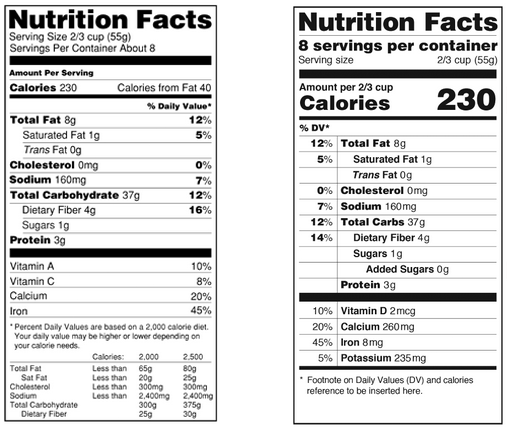 Nutrition Facts
Serving Size 2/3 cup (55g)
Servings Per Container About 8
Amount Per Serving
Calories 230 Calories from Fat 40
% Daily Value*
Total Fat 8g 12%
Saturated Fat 1g 5%
Trans Fat 0g
Cholesterol 0mg 0%
Sodium 160mg 7%
Total Carbohydrate 37g 12%
Dietary Fiber 4g 16%
Sugars 1g
Protein 3g
Vitamin A 10%
Vitamin C 8%
Calcium 20%
Iron 45%
* Percent Daily Values are based on a 2,000 calorie diet.
Your daily value may be higher or lower depending on
your calorie needs.
Calories: 2,000 2,500
Total Fat Less than 65g 80g
Sat Fat Less than 20g 25g
Cholesterol Less than 300mg 300mg
Sodium Less than 2,400mg 2,400mg
Total Carbohydrate 300g 375g
Dietary Fiber 25g 30g
Nutrition Facts
8 servings per container
Serving size 2/3 cup (55g)
Amount per 2/3 cup
Calories 230
% DV*
12% Total Fat 8g
5% Saturated Fat 1g
Trans Fat 0g
0% Cholesterol 0mg
7% Sodium 160mg
12% Total Carbs 37g
14% Dietary Fiber 4g
Sugars 1g
Added Sugars 0g
Protein 3g
10% Vitamin D 2mcg
20% Calcium 260mg
45% Iron 8mg
5% Potassium 235mg
* Footnote on Daily Values (DV) and calories
reference to be inserted here.